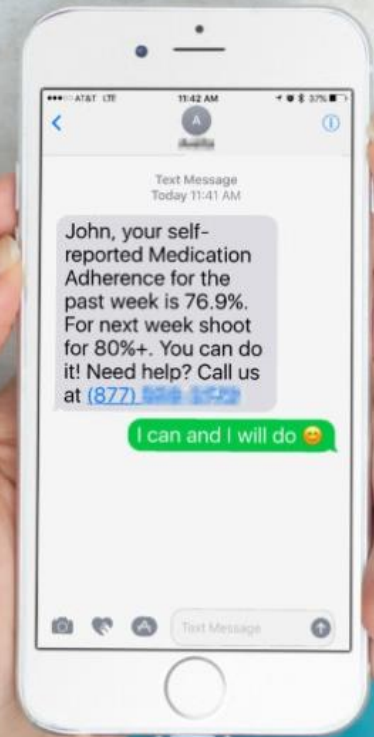 AT&T LTE
11:42 AM
37%
A
Text Message
Today 11:41 AM
John, your self-
reported Medication
Adherence for the
past week is 76.9%.
For next week shoot
for 80%+. You can do
it! Need help? Call us
at (877)
I can and I will do 😊
Text Message